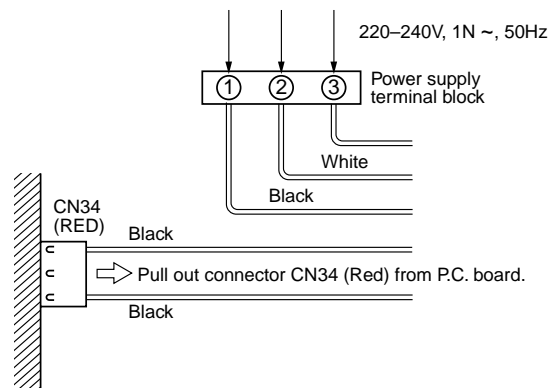 220–240V, 1N ~, 50Hz
1 2 3
Power supply
terminal block
White
Black
CN34
(RED)
Black
Pull out connector CN34 (Red) from P.C. board.
Black